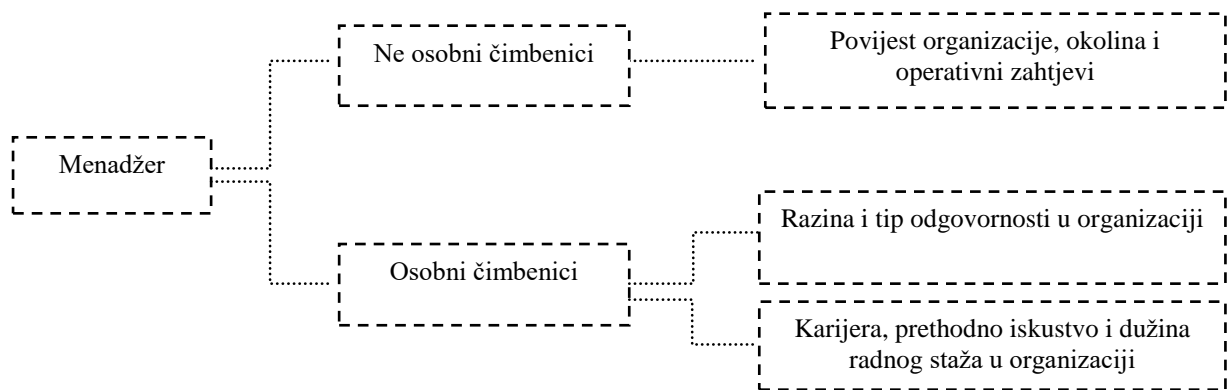 Menadžer
Ne osobni čimbenici
Povijest organizacije, okolina i
operativni zahtjevi
Osobni čimbenici
Razina i tip odgovornosti u organizaciji
Karijera, prethodno iskustvo i dužina
radnog staža u organizaciji